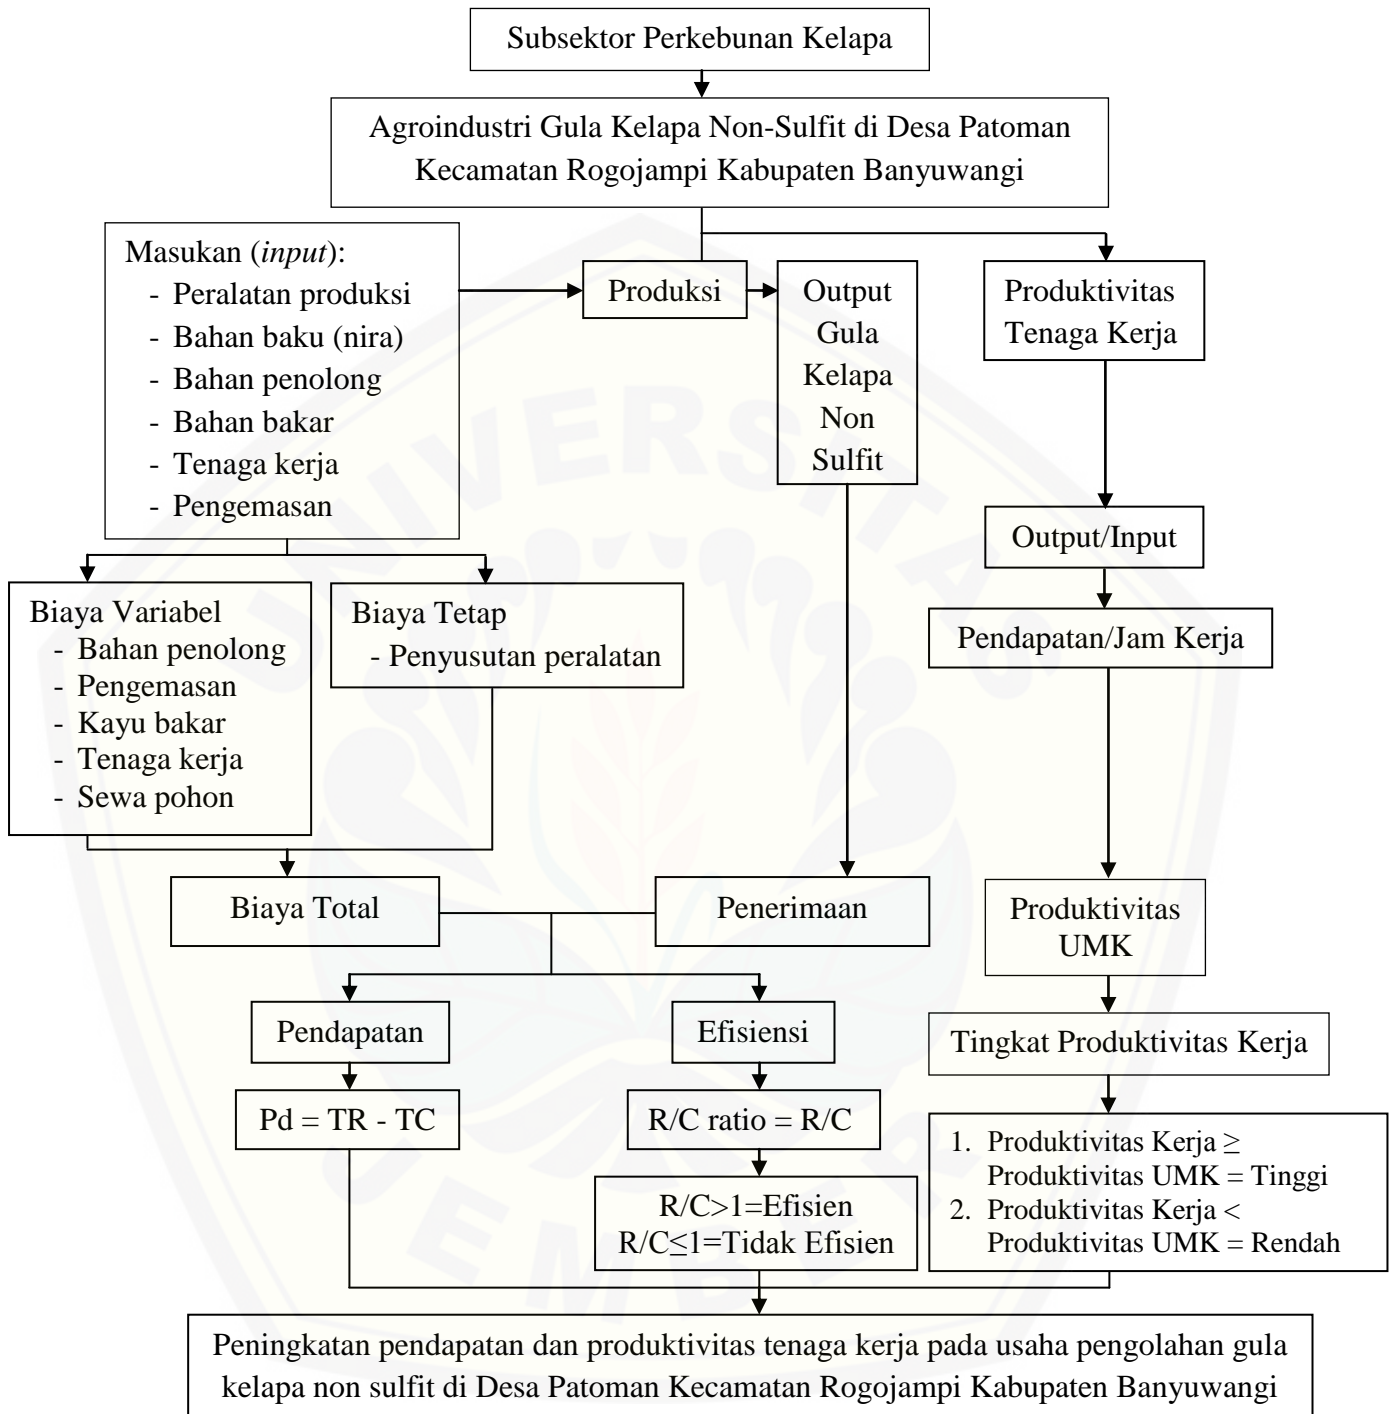 Subsektor Perkebunan Kelapa
Agroindustri Gula Kelapa Non-Sulfit di Desa Patoman
Kecamatan Rogojampi Kabupaten Banyuwangi
Masukan (input):
- Peralatan produksi
- Bahan baku (nira)
- Bahan penolong
- Bahan bakar
- Tenaga kerja
- Pengemasan
Produksi
Output
Gula
Kelapa
Non
Sulfit
Produktivitas
Tenaga Kerja
Output/Input
Pendapatan/Jam Kerja
Biaya Variabel
- Bahan penolong
- Pengemasan
- Kayu bakar
- Tenaga kerja
- Sewa pohon
Biaya Tetap
- Penyusutan peralatan
Biaya Total
Penerimaan
Produktivitas
UMK
Pendapatan
Efisiensi
Tingkat Produktivitas Kerja
Pd = TR - TC
R/C ratio = R/C
R/C>1=Efisien
R/C≤1=Tidak Efisien
1. Produktivitas Kerja ≥
Produktivitas UMK = Tinggi
2. Produktivitas Kerja <
Produktivitas UMK = Rendah
Peningkatan pendapatan dan produktivitas tenaga kerja pada usaha pengolahan gula
kelapa non sulfit di Desa Patoman Kecamatan Rogojampi Kabupaten Banyuwangi
UNIVERSITAS
JEMBER